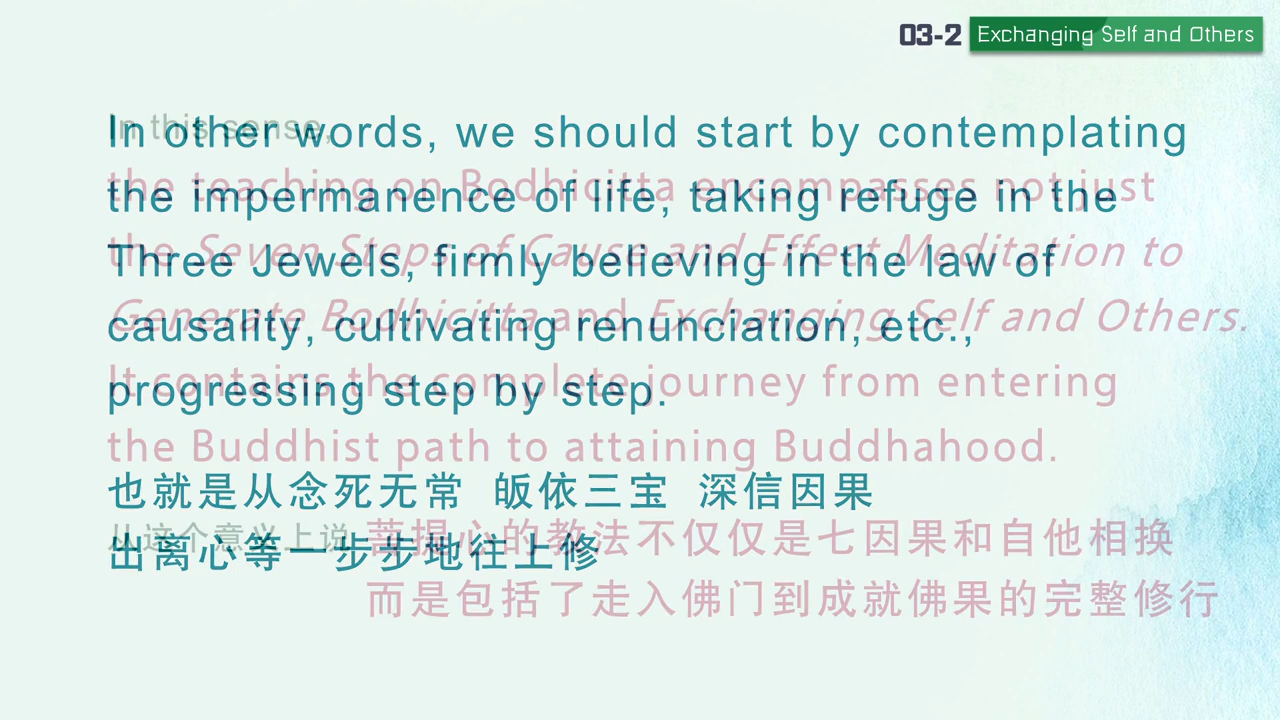 03-2 Exchanging Self and Others
In other words, we should start by contemplating
the impermanence of life, taking refuge in the
Three Jewels, firmly believing in the law of
causality, cultivating renunciation, etc.,
progressing step by step.
也就是从念死无常 皈依三宝 深信因果
出离心等一步步地往上修
In this sense,
the teaching on Bodhicitta encompasses not just
the Seven Steps of Cause and Effect Meditation to
Generate Bodhicitta and Exchanging Self and Others.
It contains the complete journey from entering
the Buddhist path to attaining Buddhahood.
从这个意义上说 菩提心的教法不仅仅是七因果和自他相换
而是包括了走入佛门到成就佛果的完整修行